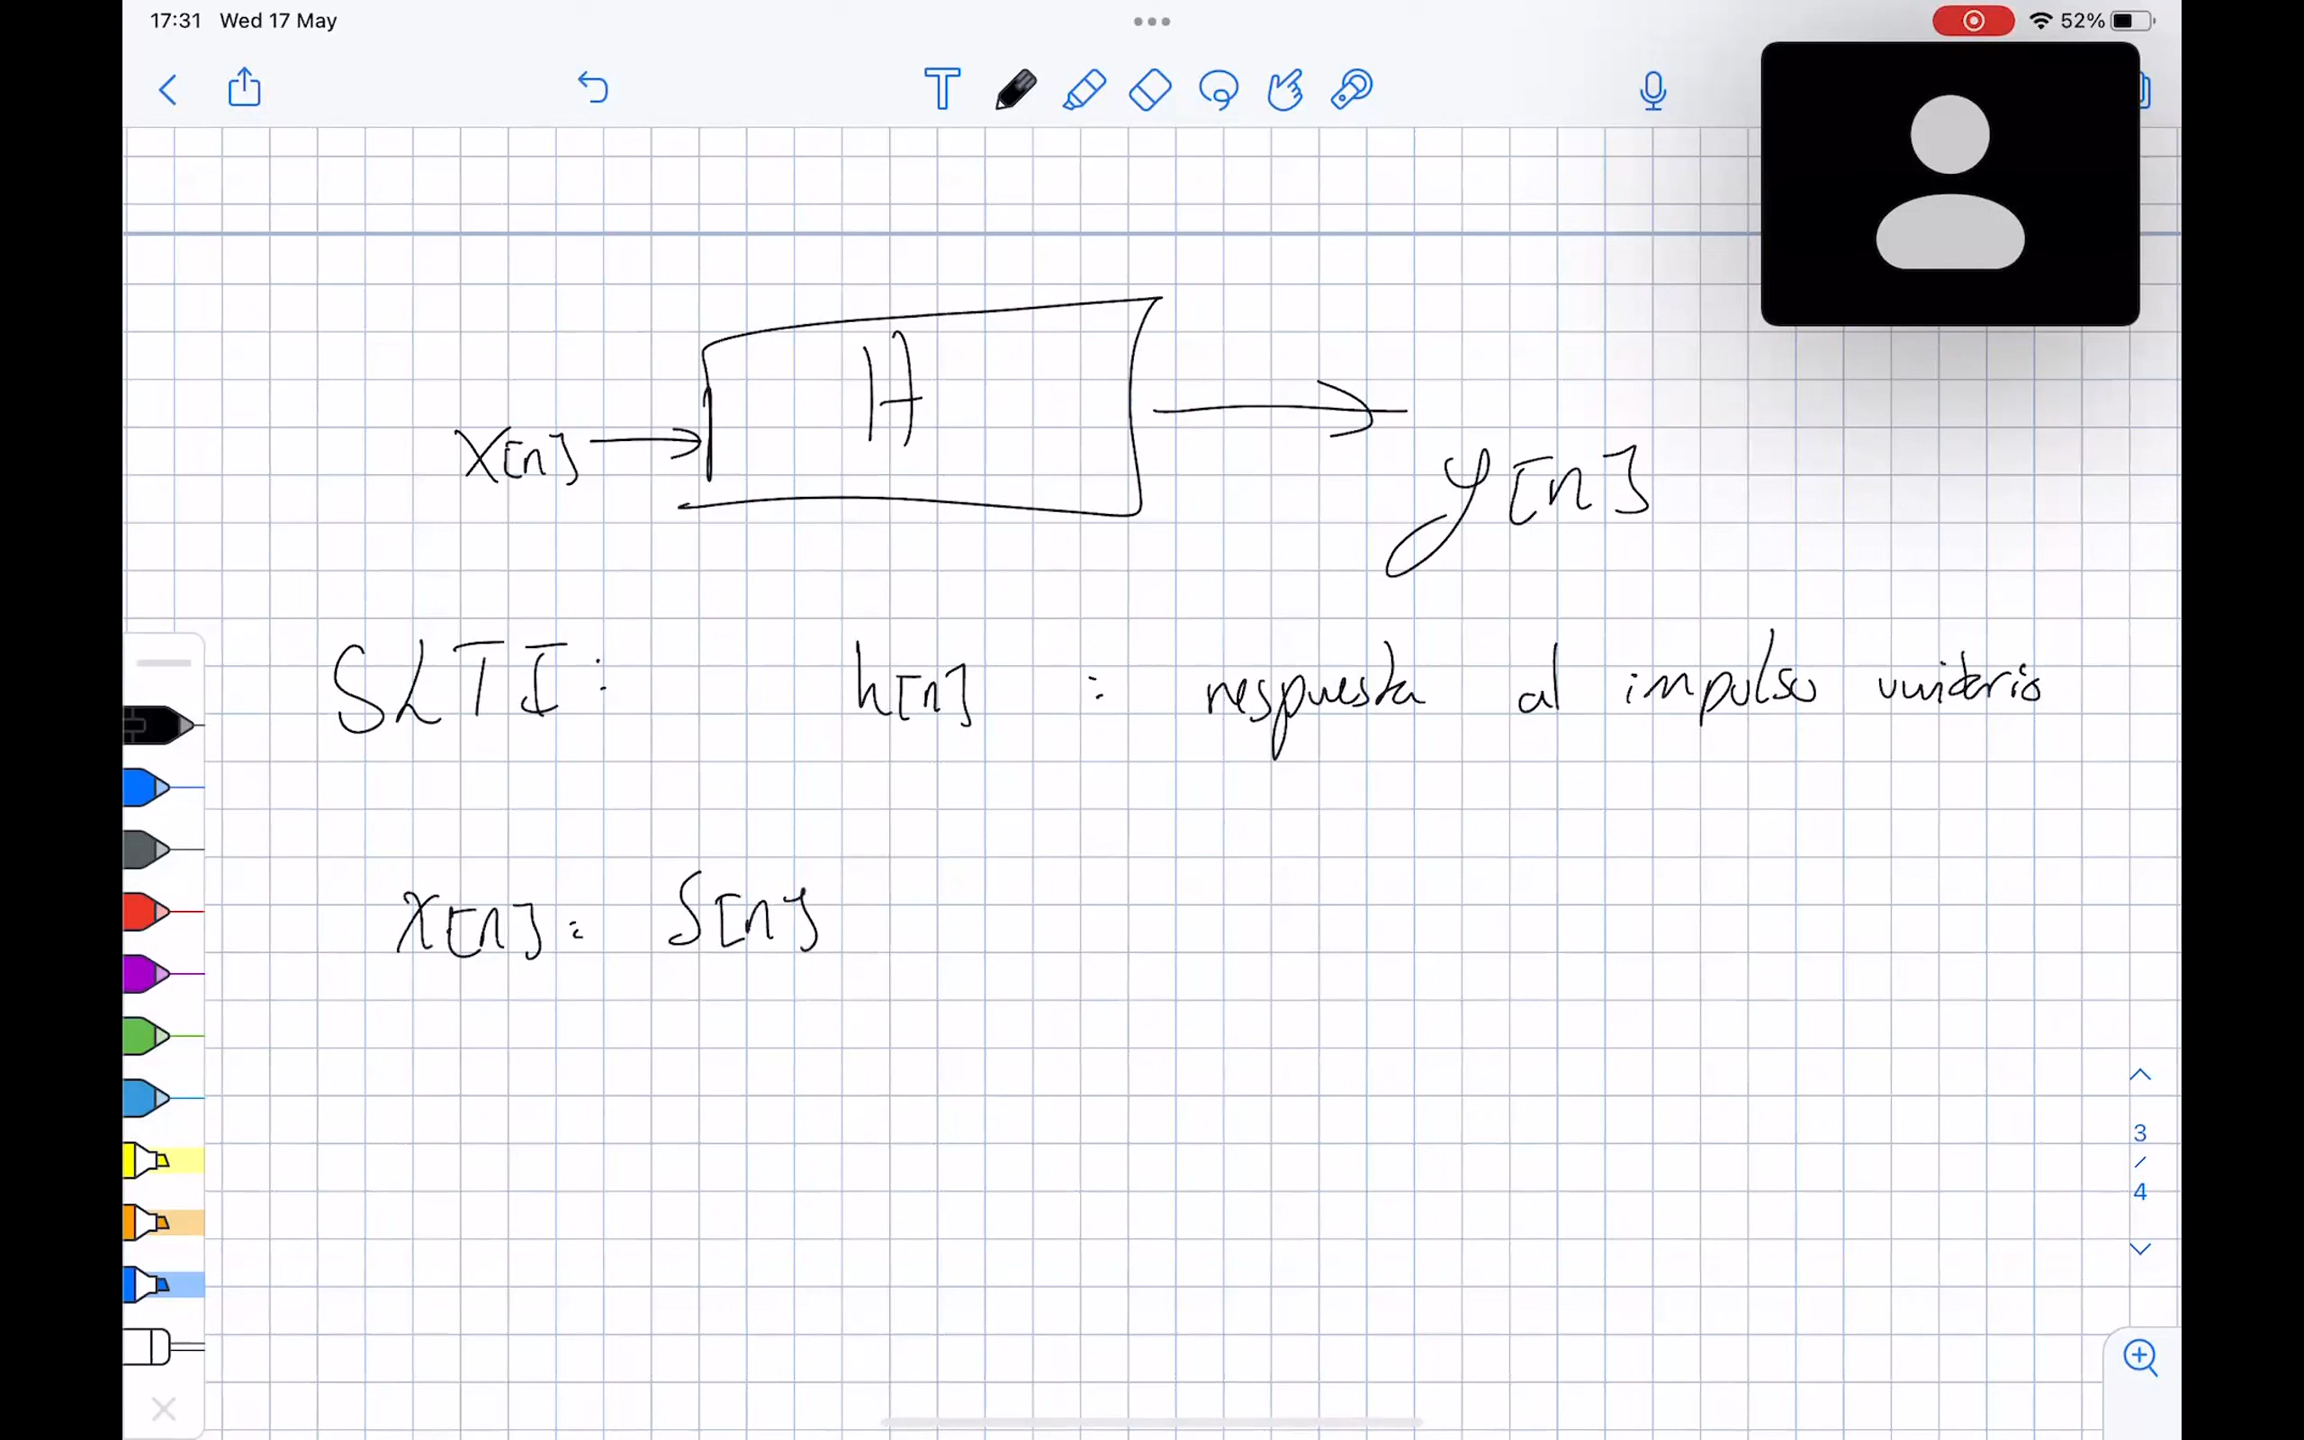 17:31 Wed 17 May
52%
T
H
x[n]
y[n]
SLTI: h[n] : respuesta al impulso unitario
x[n] = δ[n]
3
/
4